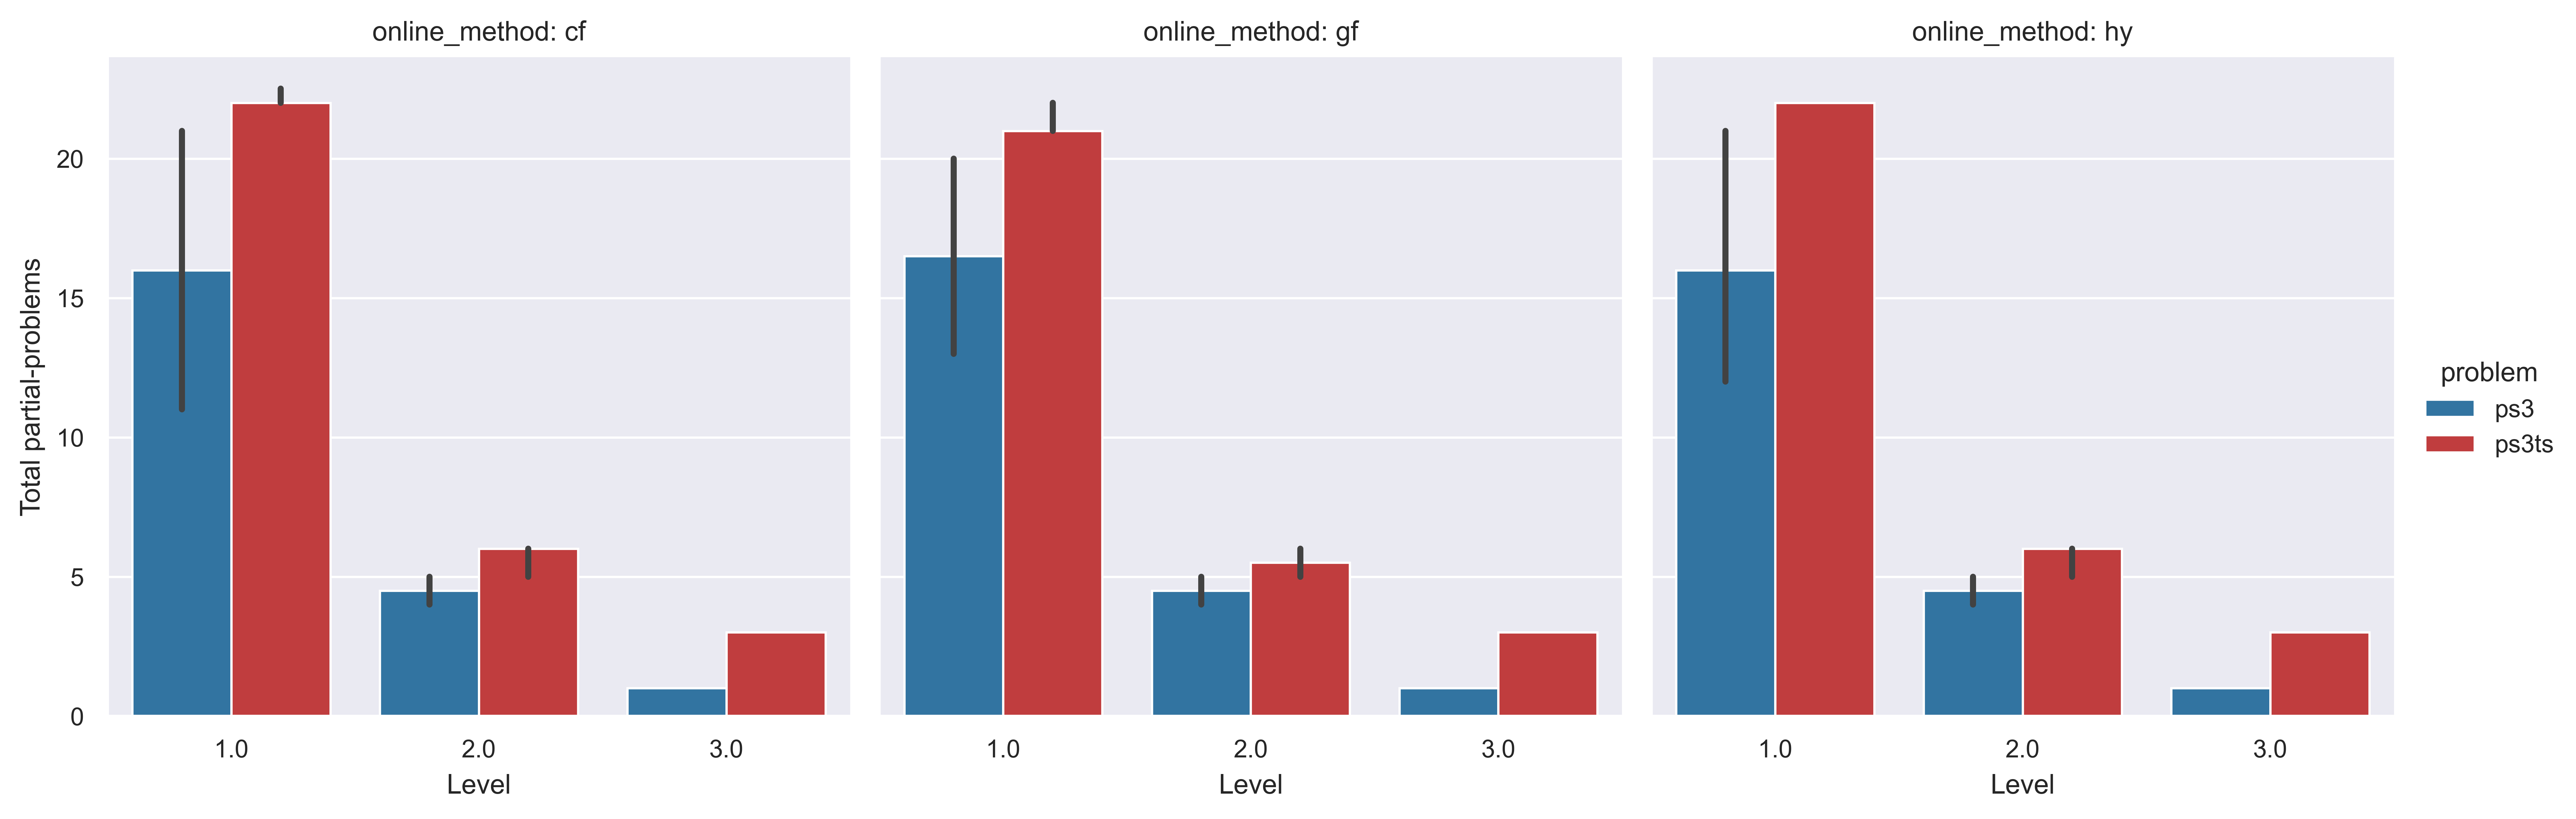 online_method: cf
online_method: gf
online_method: hy
Total partial-problems
20
15
10
5
0
1.0 2.0 3.0
1.0 2.0 3.0
1.0 2.0 3.0
Level
Level
Level
problem
ps3
ps3ts